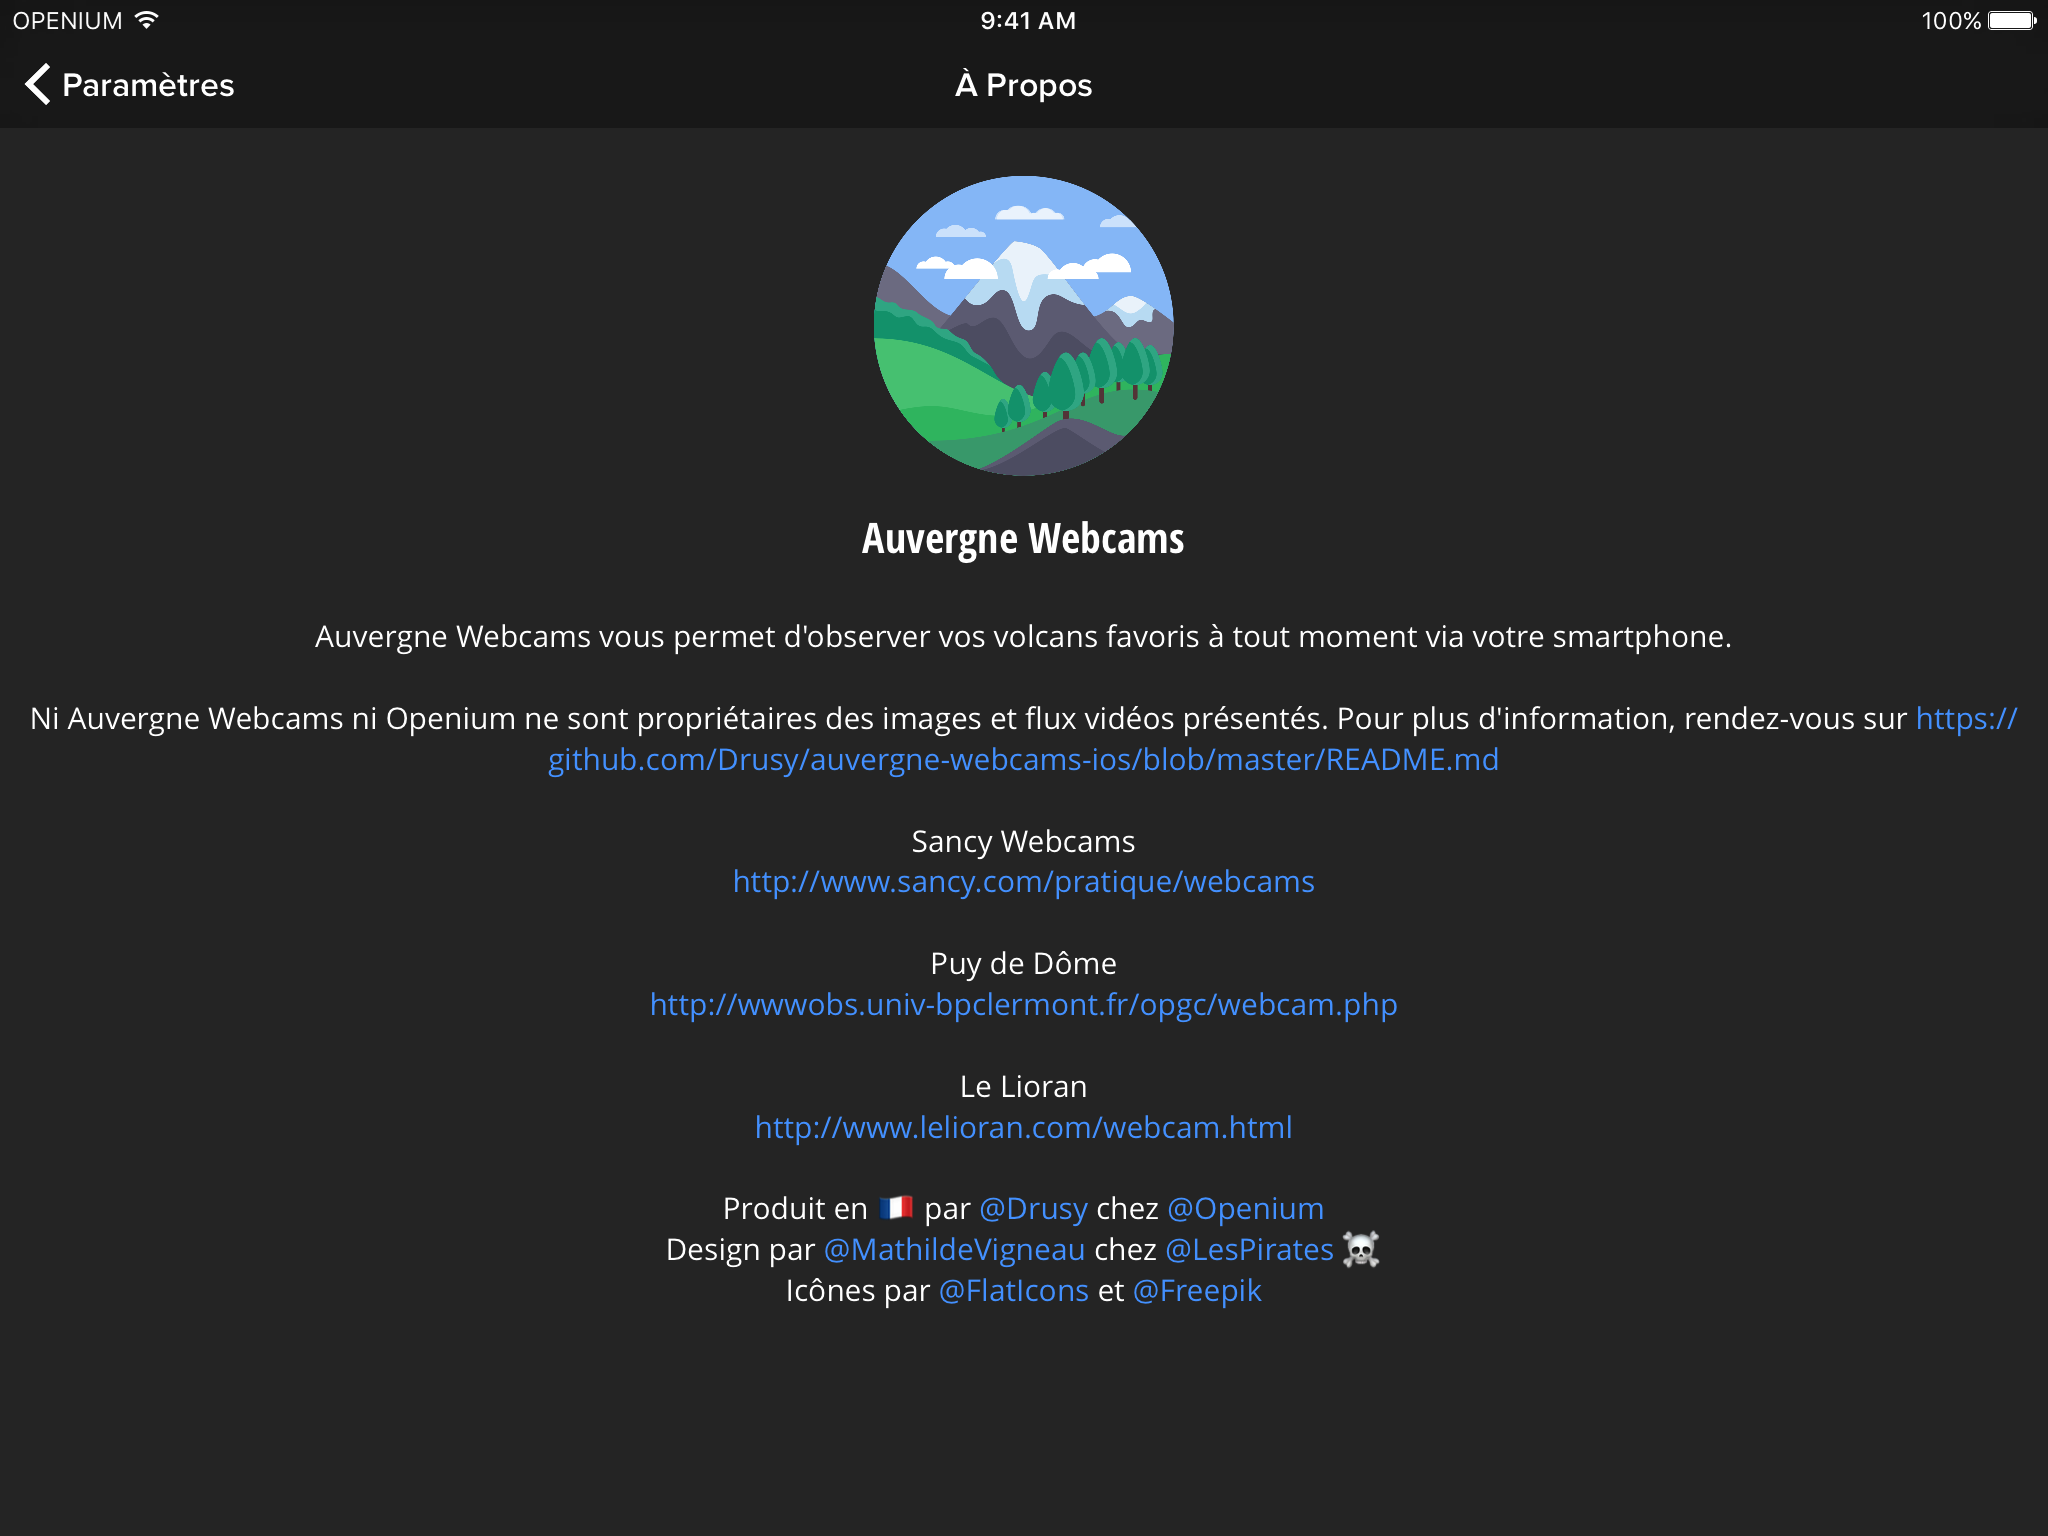 OPENIUM 9:41 AM 100%
Paramètres À Propos
Auvergne Webcams
Auvergne Webcams vous permet d'observer vos volcans favoris à tout moment via votre smartphone.
Ni Auvergne Webcams ni Openium ne sont propriétaires des images et flux vidéos présentés. Pour plus d'information, rendez-vous sur https://
github.com/Drusy/auvergne-webcams-ios/blob/master/README.md
Sancy Webcams
http://www.sancy.com/pratique/webcams
Puy de Dôme
http://wwwobs.univ-bpclermont.fr/opgc/webcam.php
Le Lioran
http://www.lelioran.com/webcam.html
Produit en 🇫🇷 par @Drusy chez @Openium
Design par @MathildeVigneau chez @LesPirates ☠️
Icônes par @FlatIcons et @Freepik